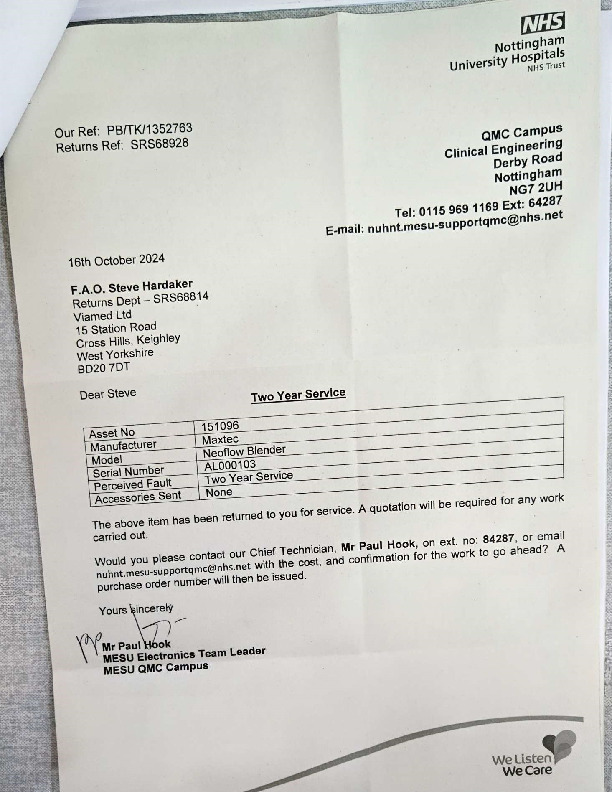 NHS
Nottingham
University Hospitals
NHS Trust
Our Ref: PB/TK/1352763
Returns Ref: SRS68928
QMC Campus
Clinical Engineering
Derby Road
Nottingham
NG7 2UH
Tel: 0115 969 1169 Ext: 64287
E-mail: nuhnt.mesu-supportqmc@nhs.net
16th October 2024
F.A.O. Steve Hardaker
Returns Dept – SRS68814
Viamed Ltd
15 Station Road
Cross Hills, Keighley
West Yorkshire
BD20 7DT
Dear Steve
Two Year Service
Asset No 151096
Manufacturer Maxtec
Model Neoflow Blender
Serial Number AL000103
Perceived Fault Two Year Service
Accessories Sent None
The above item has been returned to you for service. A quotation will be required for any work
carried out.
Would you please contact our Chief Technician, Mr Paul Hook, on ext. no: 84287, or email
nuhnt.mesu-supportqmc@nhs.net with the cost, and confirmation for the work to go ahead? A
purchase order number will then be issued.
Yours sincerely
pp
Mr Paul Hook
MESU Electronics Team Leader
MESU QMC Campus
We Listen
We Care